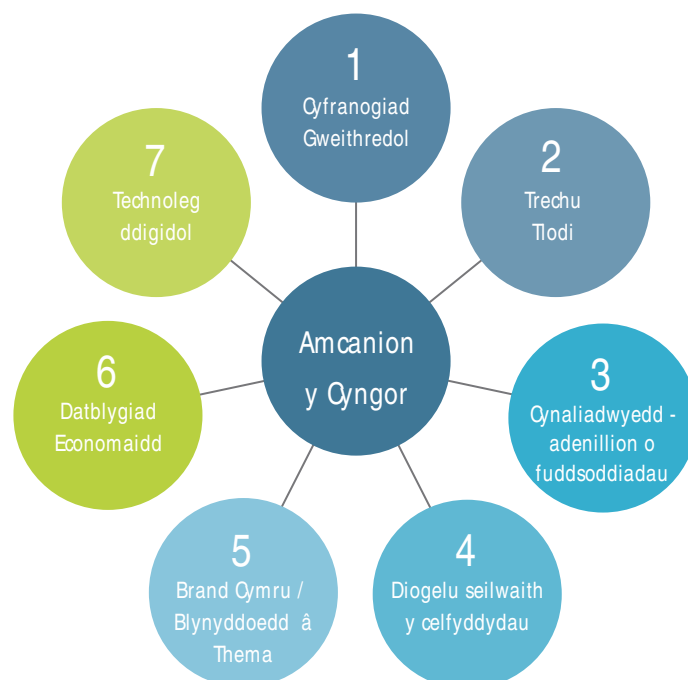 1
Cyfranogiad
Gweithredol
2
Trechu
Tlodi
3
Cynaliadwyedd -
adenillion o
fuddsoddiadau
4
Diogelu seilwaith
y celfyddydau
5
Brand Cymru /
Blynyddoedd â
Thema
6
Datblygiad
Economaidd
7
Technoleg
ddigidol
Amcanion
y Cyngor